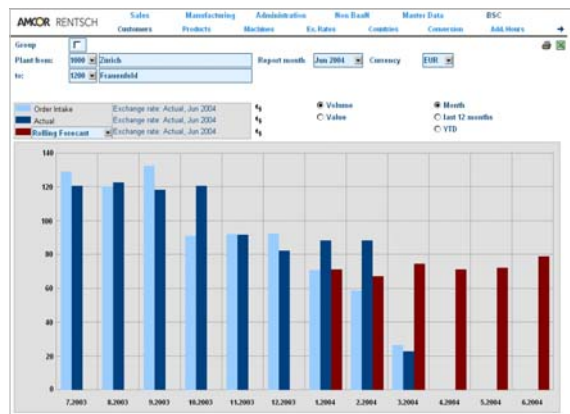 AMCOR RENTSCH
Sales Manufacturing Administration Non BaaN Master Data BSC
Customers Products Machines Ex. Rates Countries Conversion Add. Hours
Group
Plant from: 1000 Zürich Report month Jun 2004 Currency EUR
to: 1200 Frauenfeld
Order Intake Exchange rate: Actual, Jun 2004 Volume Month
Actual Exchange rate: Actual, Jun 2004 Value last 12 months
Rolling Forecast Exchange rate: Actual, Jun 2004 YTD
140
120
100
80
60
40
20
0
7.2003 8.2003 9.2003 10.2003 11.2003 12.2003 1.2004 2.2004 3.2004 4.2004 5.2004 6.2004